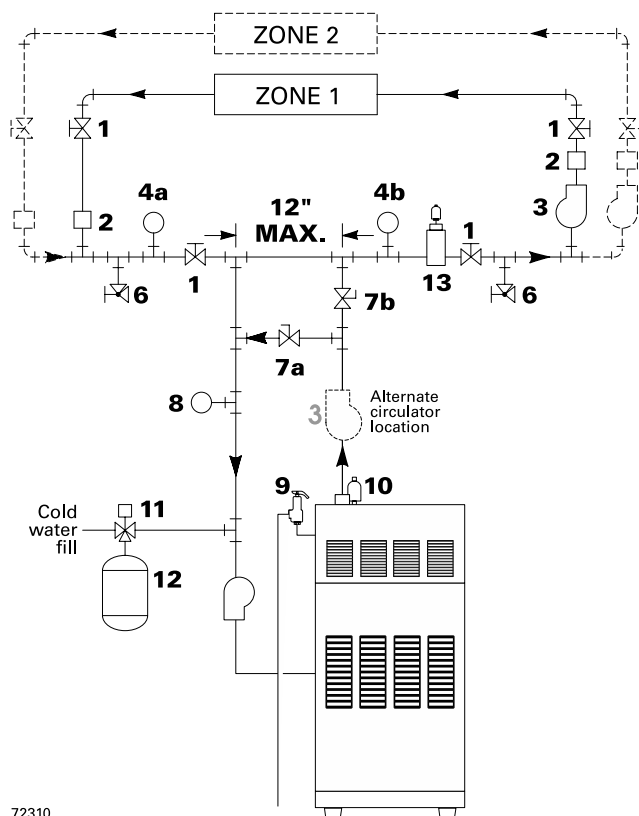 ZONE 2
ZONE 1
1
1
2
4a
12"
MAX.
4b
3
2
6
1
13
1
6
7b
7a
8
3
Alternate
circulator
location
9
10
11
Cold
water
fill
12
72310